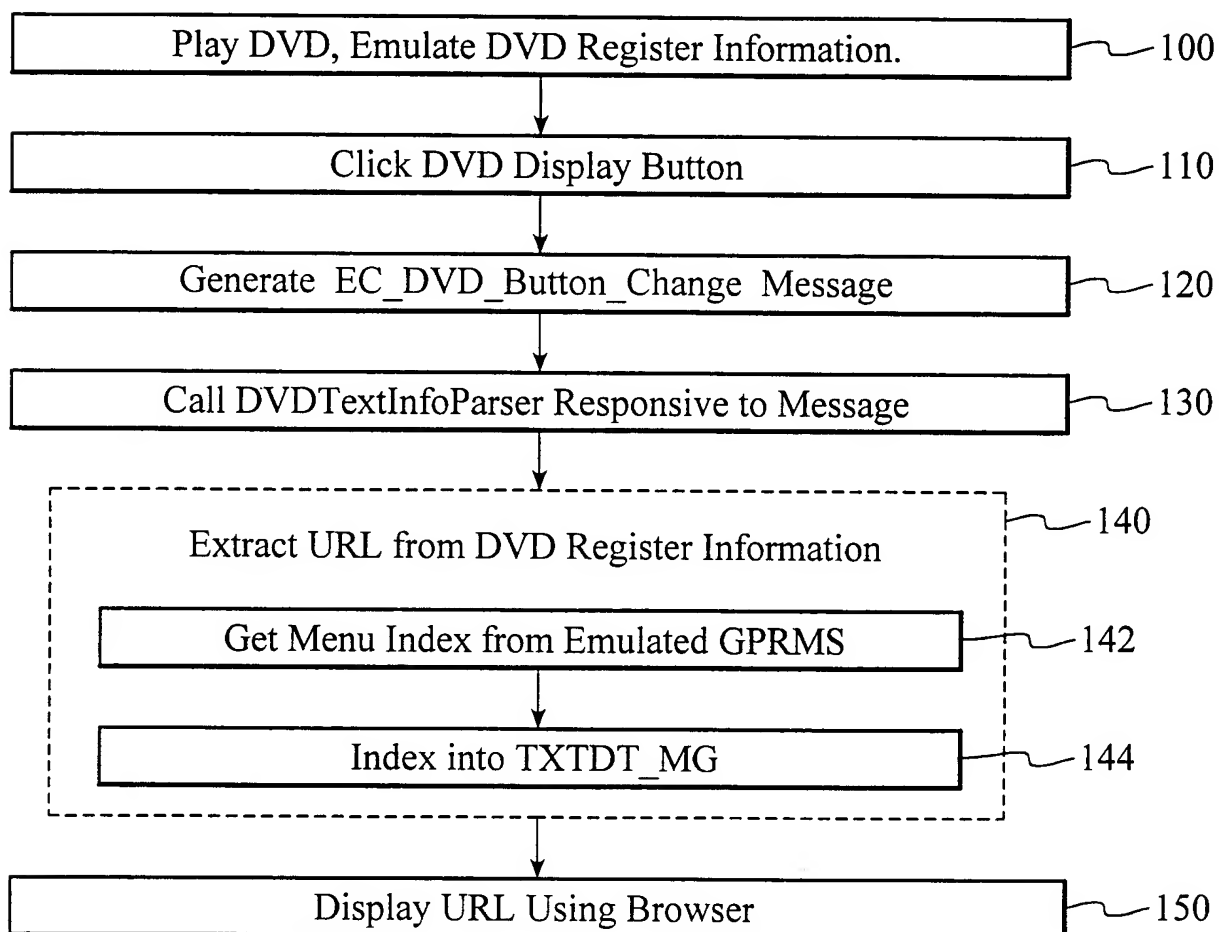 Play DVD, Emulate DVD Register Information.
100
Click DVD Display Button
110
Generate EC_DVD_Button_Change Message
120
Call DVDTextInfoParser Responsive to Message
130
140
Extract URL from DVD Register Information
Get Menu Index from Emulated GPRMS
142
Index into TXTDT_MG
144
Display URL Using Browser
150